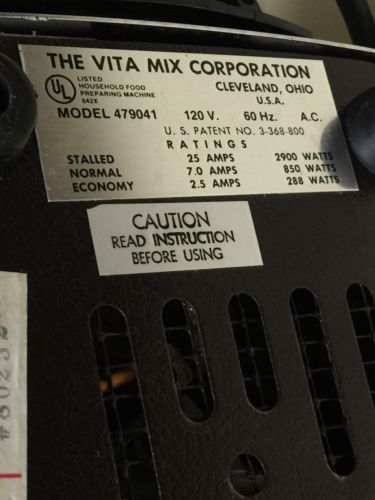 THE VITA MIX CORPORATION
UL LISTED
HOUSEHOLD FOOD
PREPARING MACHINE
642X
CLEVELAND, OHIO
U.S.A.
MODEL 479041 120 V. 60 Hz. A.C.
U.S. PATENT NO. 3-368-800
RATINGS
STALLED 25 AMPS 2900 WATTS
NORMAL 7.0 AMPS 850 WATTS
ECONOMY 2.5 AMPS 288 WATTS
CAUTION
READ INSTRUCTION
BEFORE USING